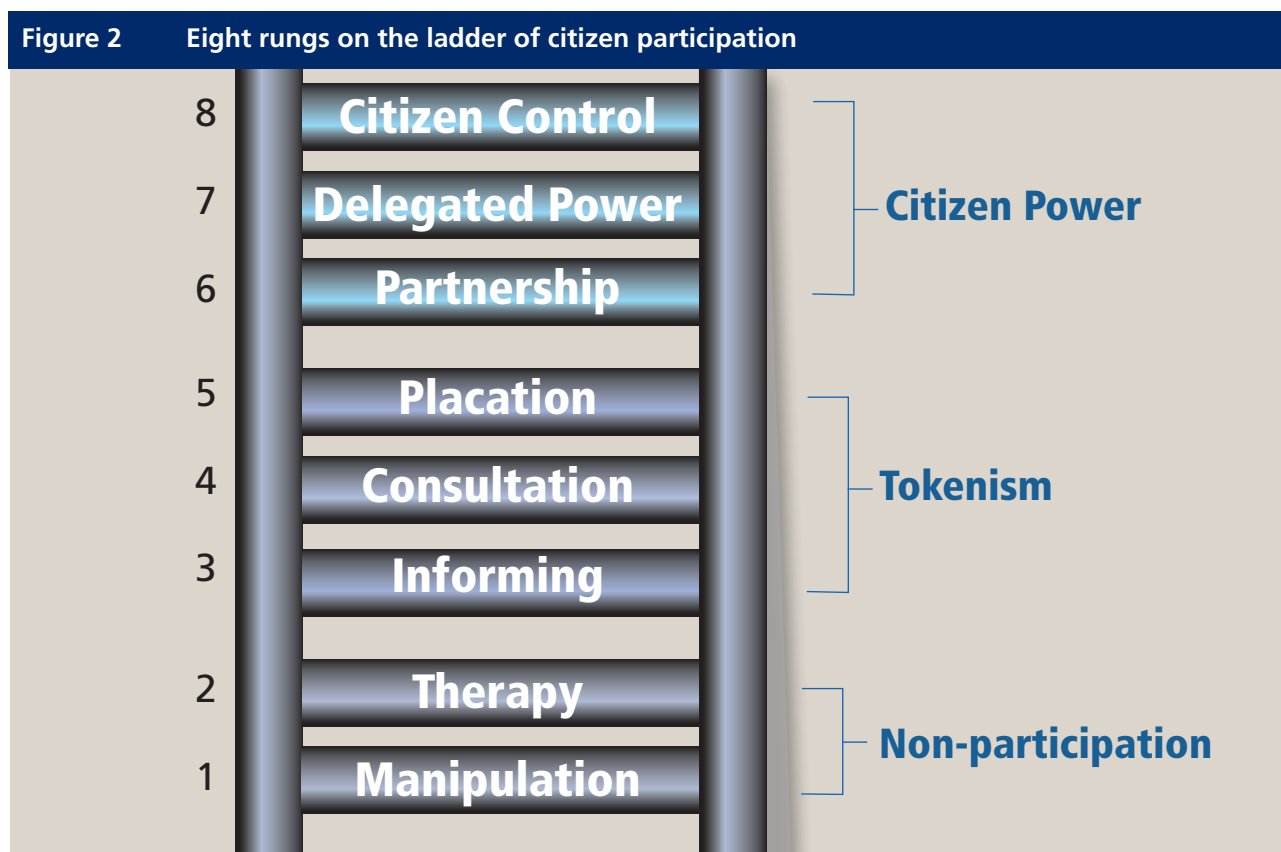 Figure 2 Eight rungs on the ladder of citizen participation
8 Citizen Control
7 Delegated Power
Citizen Power
6 Partnership
5 Placation
4 Consultation
Tokenism
3 Informing
2 Therapy
Non-participation
1 Manipulation